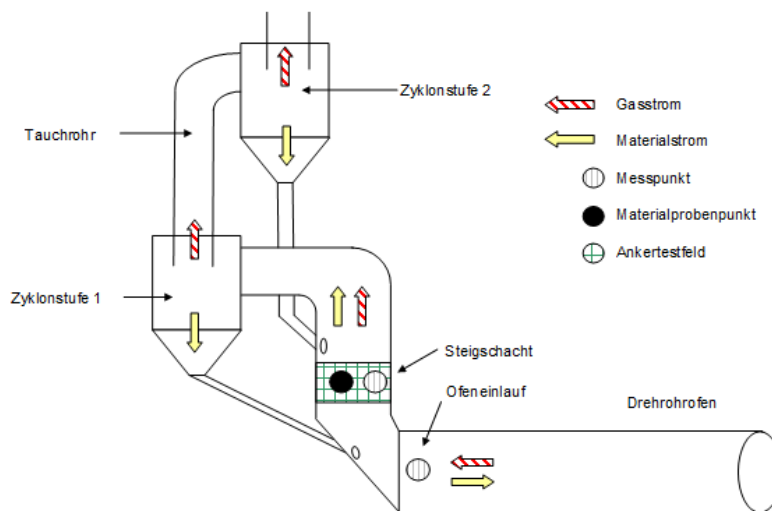 Zyklonstufe 2
Tauchrohr
Gasstrom
Materialstrom
Messpunkt
Materialprobenpunkt
Ankertestfeld
Zyklonstufe 1
Steigschacht
Ofeneinlauf
Drehrohrofen